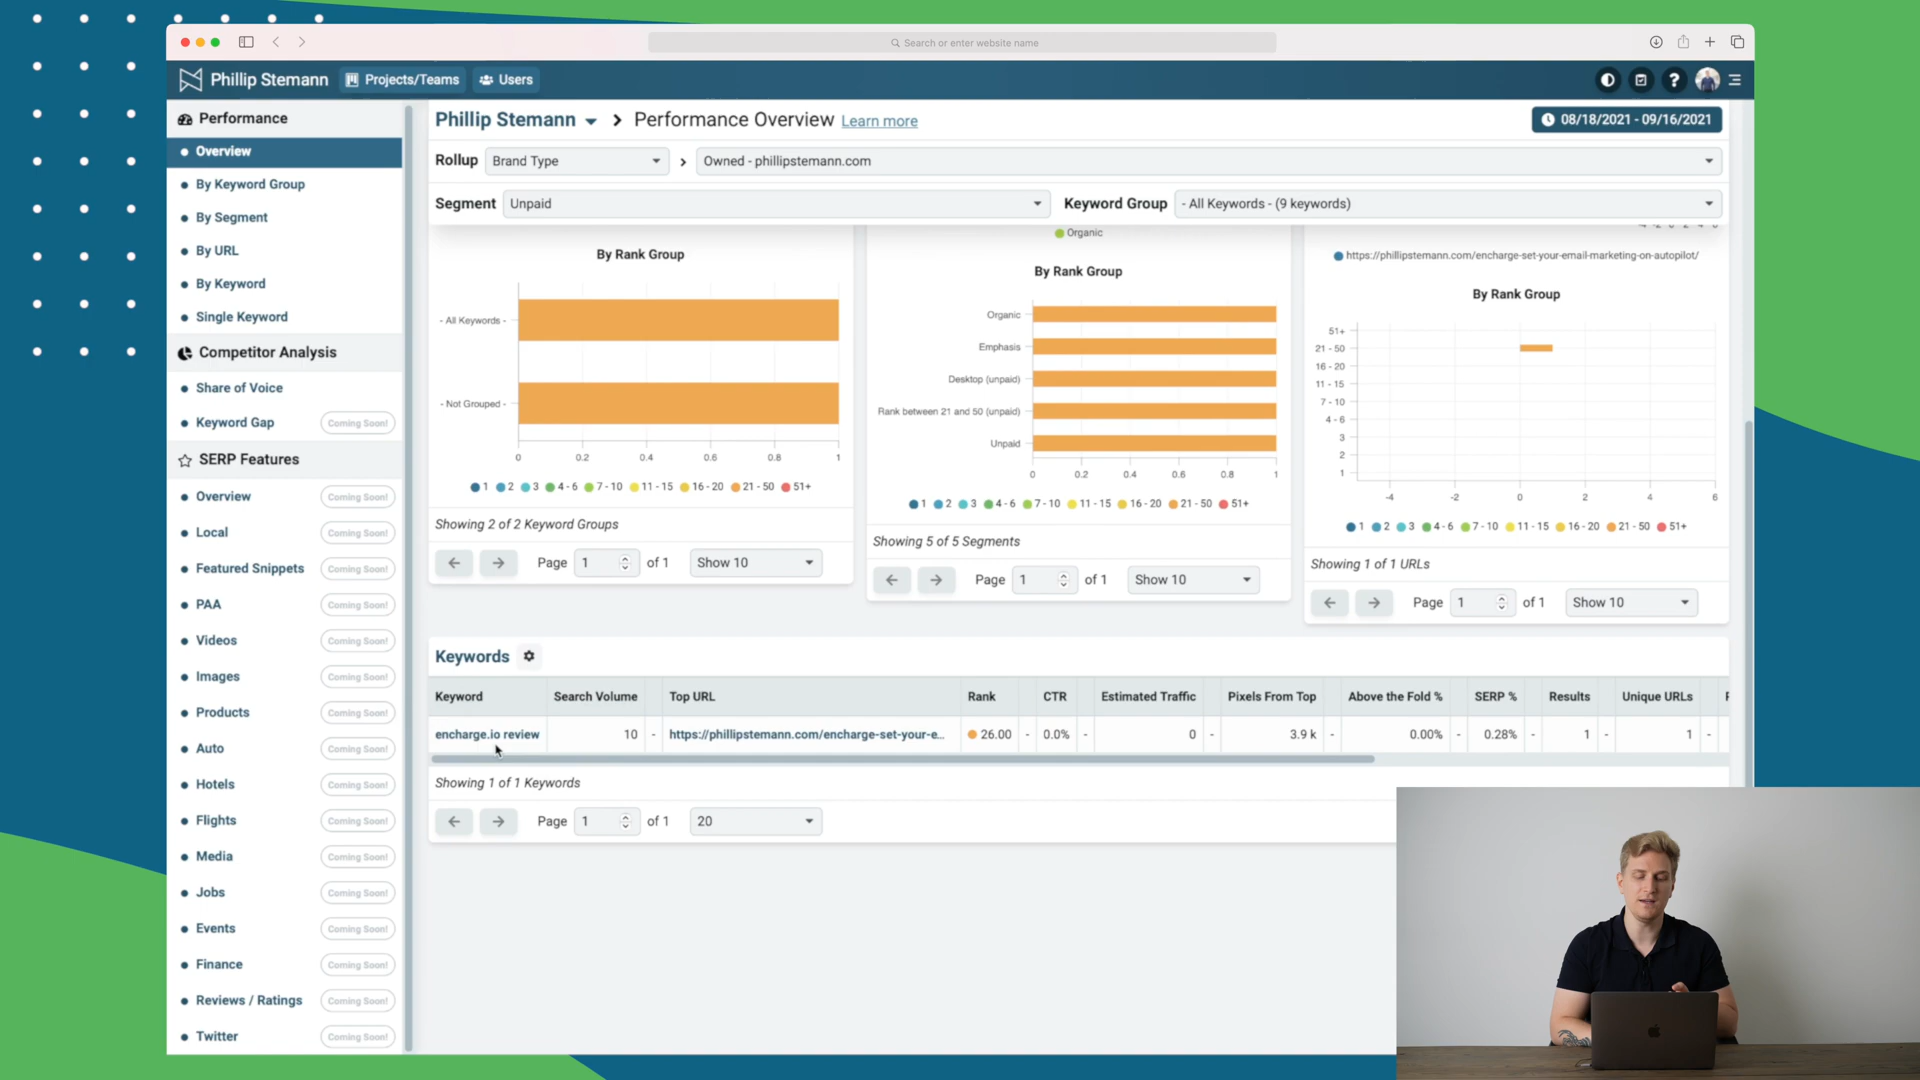 Search or enter website name
Phillip Stemann
Projects/Teams
Users
?
Performance
Overview
By Keyword Group
By Segment
By URL
By Keyword
Single Keyword
Competitor Analysis
Share of Voice
Keyword Gap Coming Soon!
SERP Features
Overview Coming Soon!
Local Coming Soon!
Featured Snippets Coming Soon!
PAA Coming Soon!
Videos Coming Soon!
Images Coming Soon!
Products Coming Soon!
Auto Coming Soon!
Hotels Coming Soon!
Flights Coming Soon!
Media Coming Soon!
Jobs Coming Soon!
Events Coming Soon!
Finance Coming Soon!
Reviews / Ratings Coming Soon!
Twitter Coming Soon!
Phillip Stemann > Performance Overview Learn more
08/18/2021 - 09/16/2021
Rollup Brand Type > Owned - phillipstemann.com
Segment Unpaid Keyword Group - All Keywords - (9 keywords)
By Rank Group
- All Keywords -
- Not Grouped -
0 0.2 0.4 0.6 0.8 1
1 2 3 4 - 6 7 - 10 11 - 15 16 - 20 21 - 50 51+
Showing 2 of 2 Keyword Groups
Page 1 of 1 Show 10
Organic
By Rank Group
Organic
Emphasis
Desktop (unpaid)
Rank between 21 and 50 (unpaid)
Unpaid
0 0.2 0.4 0.6 0.8 1
1 2 3 4 - 6 7 - 10 11 - 15 16 - 20 21 - 50 51+
Showing 5 of 5 Segments
Page 1 of 1 Show 10
https://phillipstemann.com/encharge-set-your-email-marketing-on-autopilot/
By Rank Group
51+
21 - 50
16 - 20
11 - 15
7 - 10
4 - 6
3
2
1
-4 -2 0 2 4 6
1 2 3 4 - 6 7 - 10 11 - 15 16 - 20 21 - 50 51+
Showing 1 of 1 URLs
Page 1 of 1 Show 10
Keywords
Keyword Search Volume Top URL Rank CTR Estimated Traffic Pixels From Top Above the Fold % SERP % Results Unique URLs
encharge.io review 10 - https://phillipstemann.com/encharge-set-your-e... 26.00 - 0.0% - 0 - 3.9 k - 0.00% - 0.28% - 1 - 1 -
Showing 1 of 1 Keywords
Page 1 of 1 20